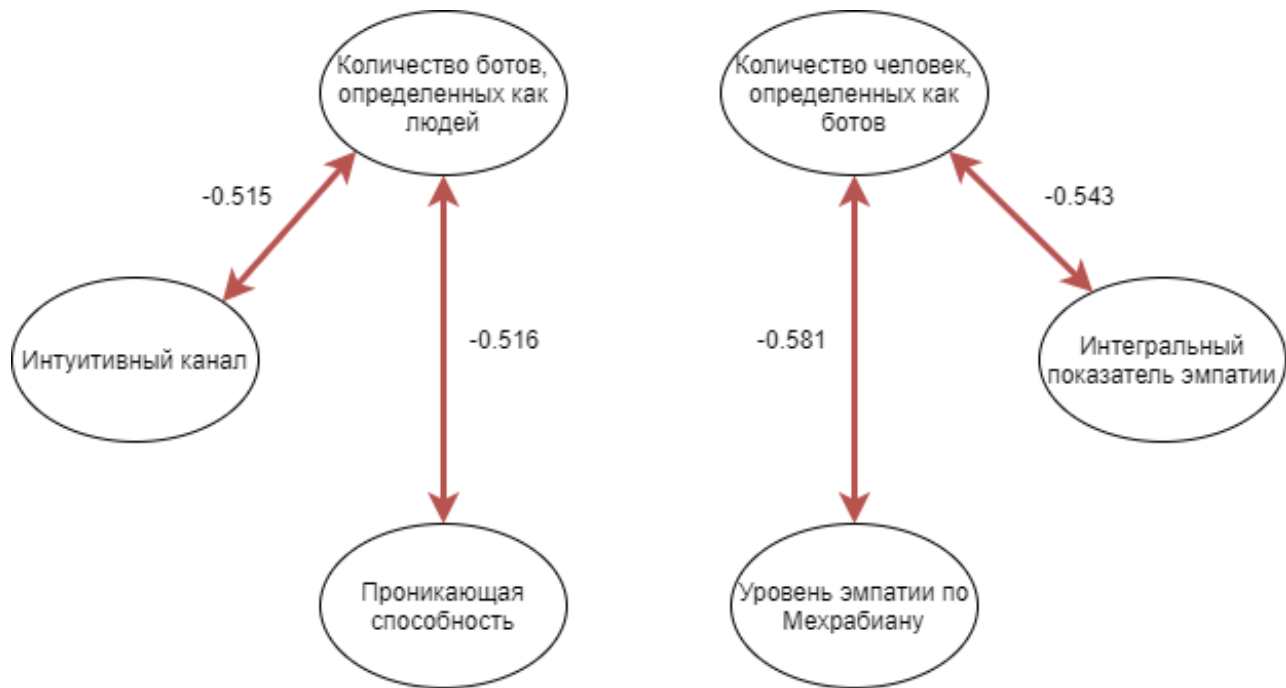 Количество ботов,
определенных как
людей
Количество человек,
определенных как
ботов
-0.515
-0.543
Интуитивный канал
-0.516
-0.581
Интегральный
показатель эмпатии
Проникающая
способность
Уровень эмпатии по
Мехрабиану